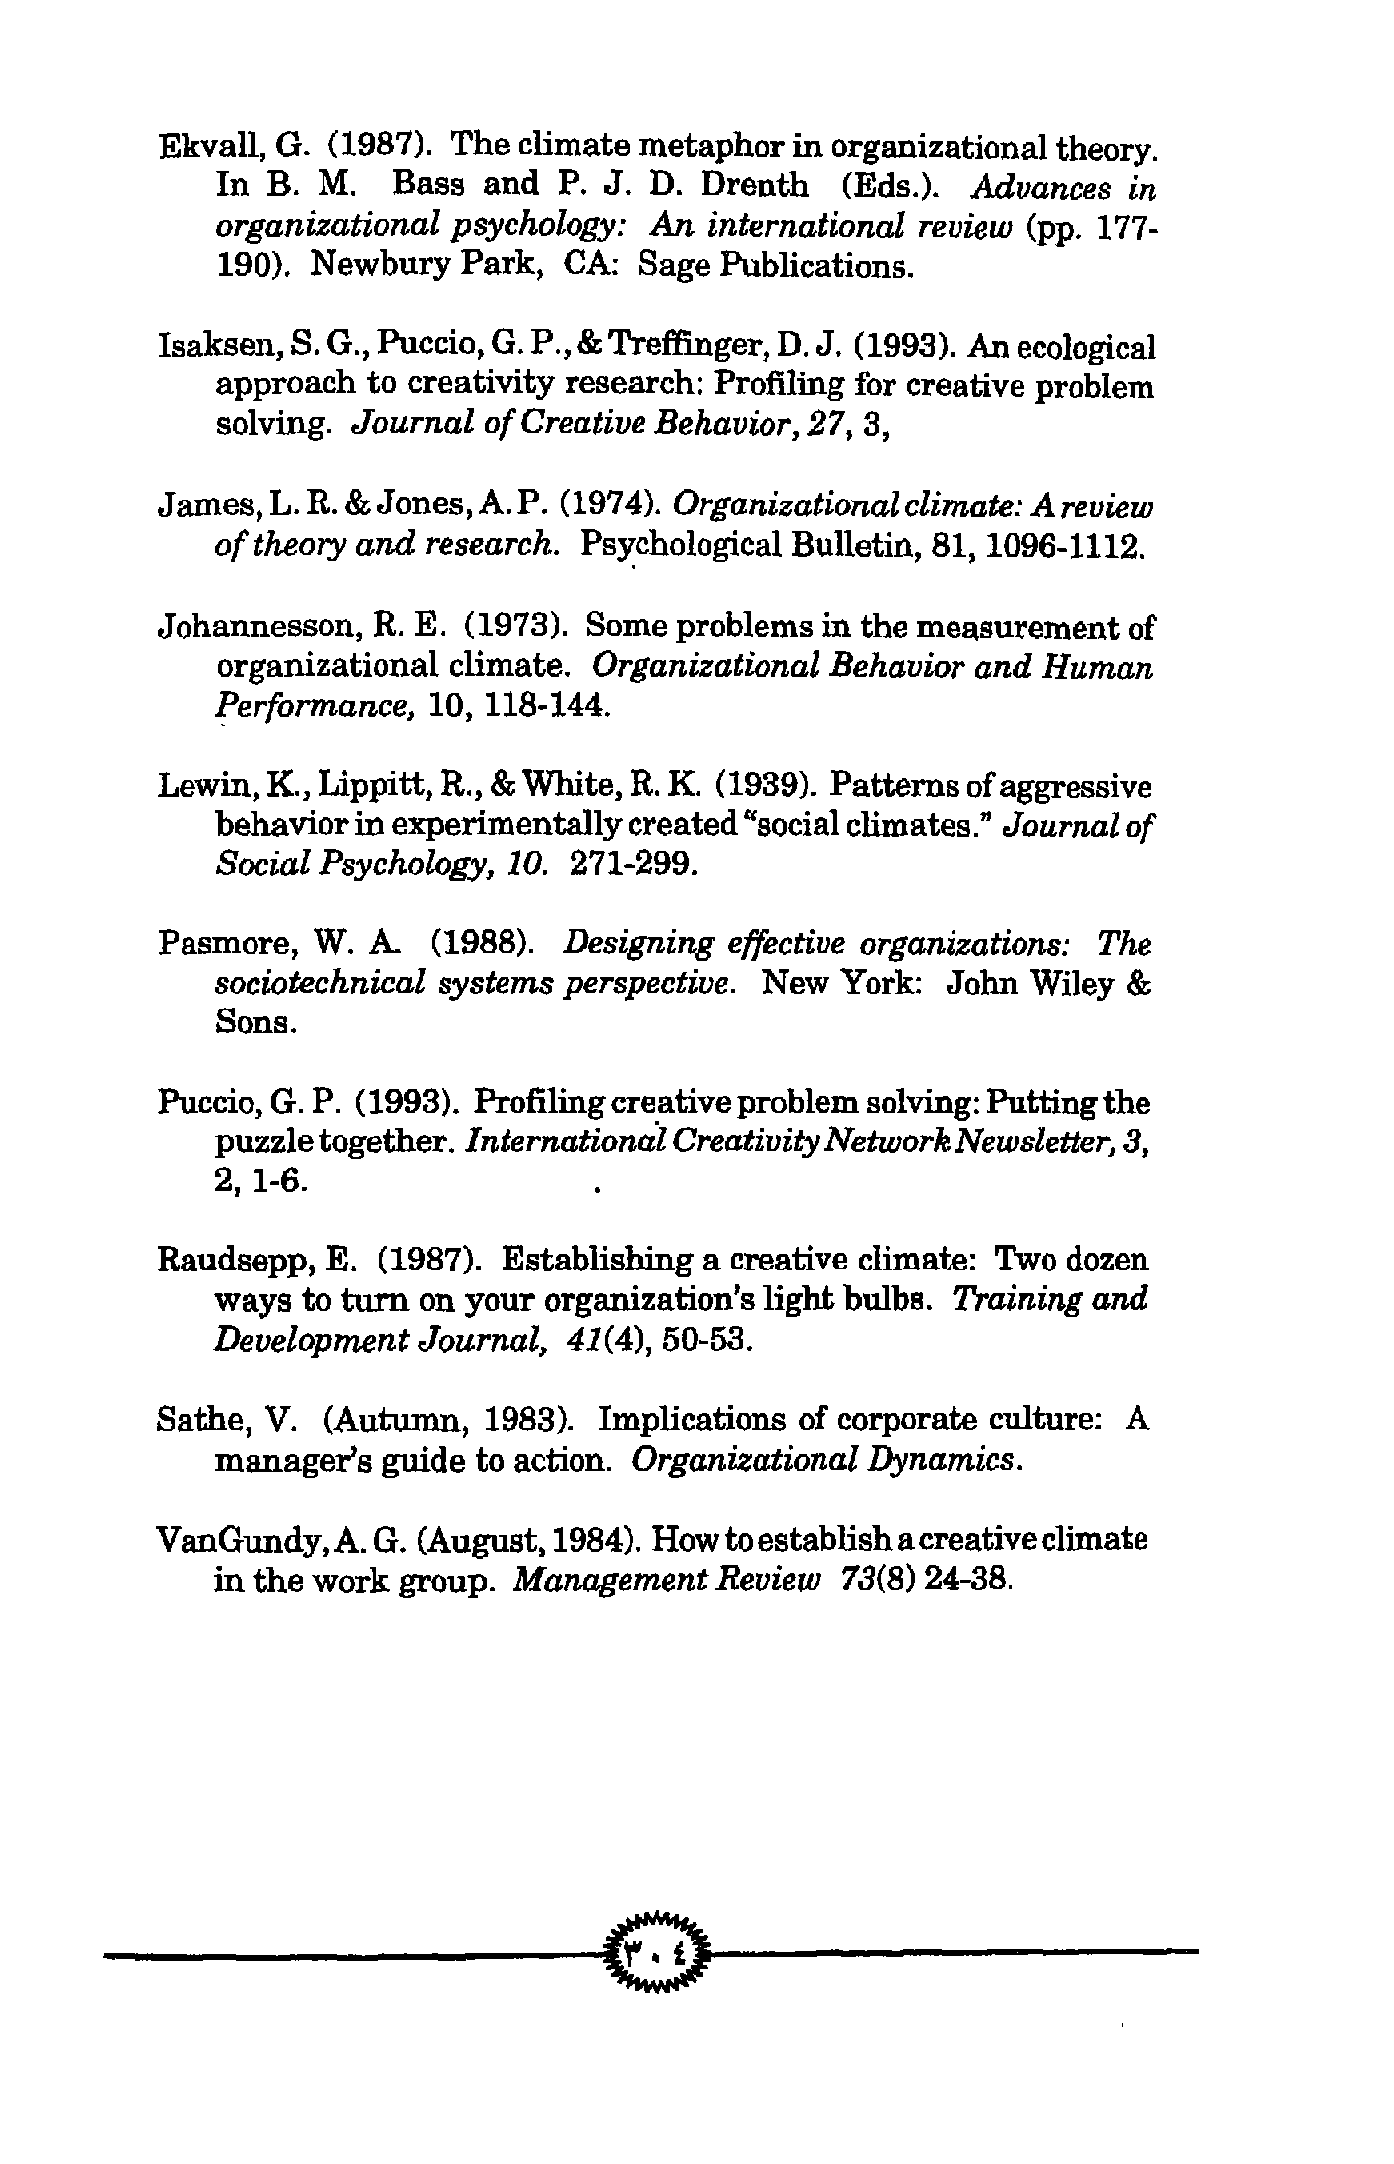 Ekvall, G. (1987). The climate metaphor in organizational theory.
In B. M. Bass and P. J. D. Drenth (Eds.). Advances in
organizational psychology: An international review (pp. 177-
190). Newbury Park, CA: Sage Publications.
Isaksen, S. G., Puccio, G. P., & Treffinger, D. J. (1993). An ecological
approach to creativity research: Profiling for creative problem
solving. Journal of Creative Behavior, 27, 3,
James, L. R. & Jones, A. P. (1974). Organizational climate: A review
of theory and research. Psychological Bulletin, 81, 1096-1112.
Johannesson, R. E. (1973). Some problems in the measurement of
organizational climate. Organizational Behavior and Human
Performance, 10, 118-144.
Lewin, K., Lippitt, R., & White, R. K. (1939). Patterns of aggressive
behavior in experimentally created "social climates." Journal of
Social Psychology, 10. 271-299.
Pasmore, W. A. (1988). Designing effective organizations: The
sociotechnical systems perspective. New York: John Wiley &
Sons.
Puccio, G. P. (1993). Profiling creative problem solving: Putting the
puzzle together. International Creativity Network Newsletter, 3,
2, 1-6.
Raudsepp, E. (1987). Establishing a creative climate: Two dozen
ways to turn on your organization's light bulbs. Training and
Development Journal, 41(4), 50-53.
Sathe, V. (Autumn, 1983). Implications of corporate culture: A
manager's guide to action. Organizational Dynamics.
VanGundy, A. G. (August, 1984). How to establish a creative climate
in the work group. Management Review 73(8) 24-38.
٣٠٤